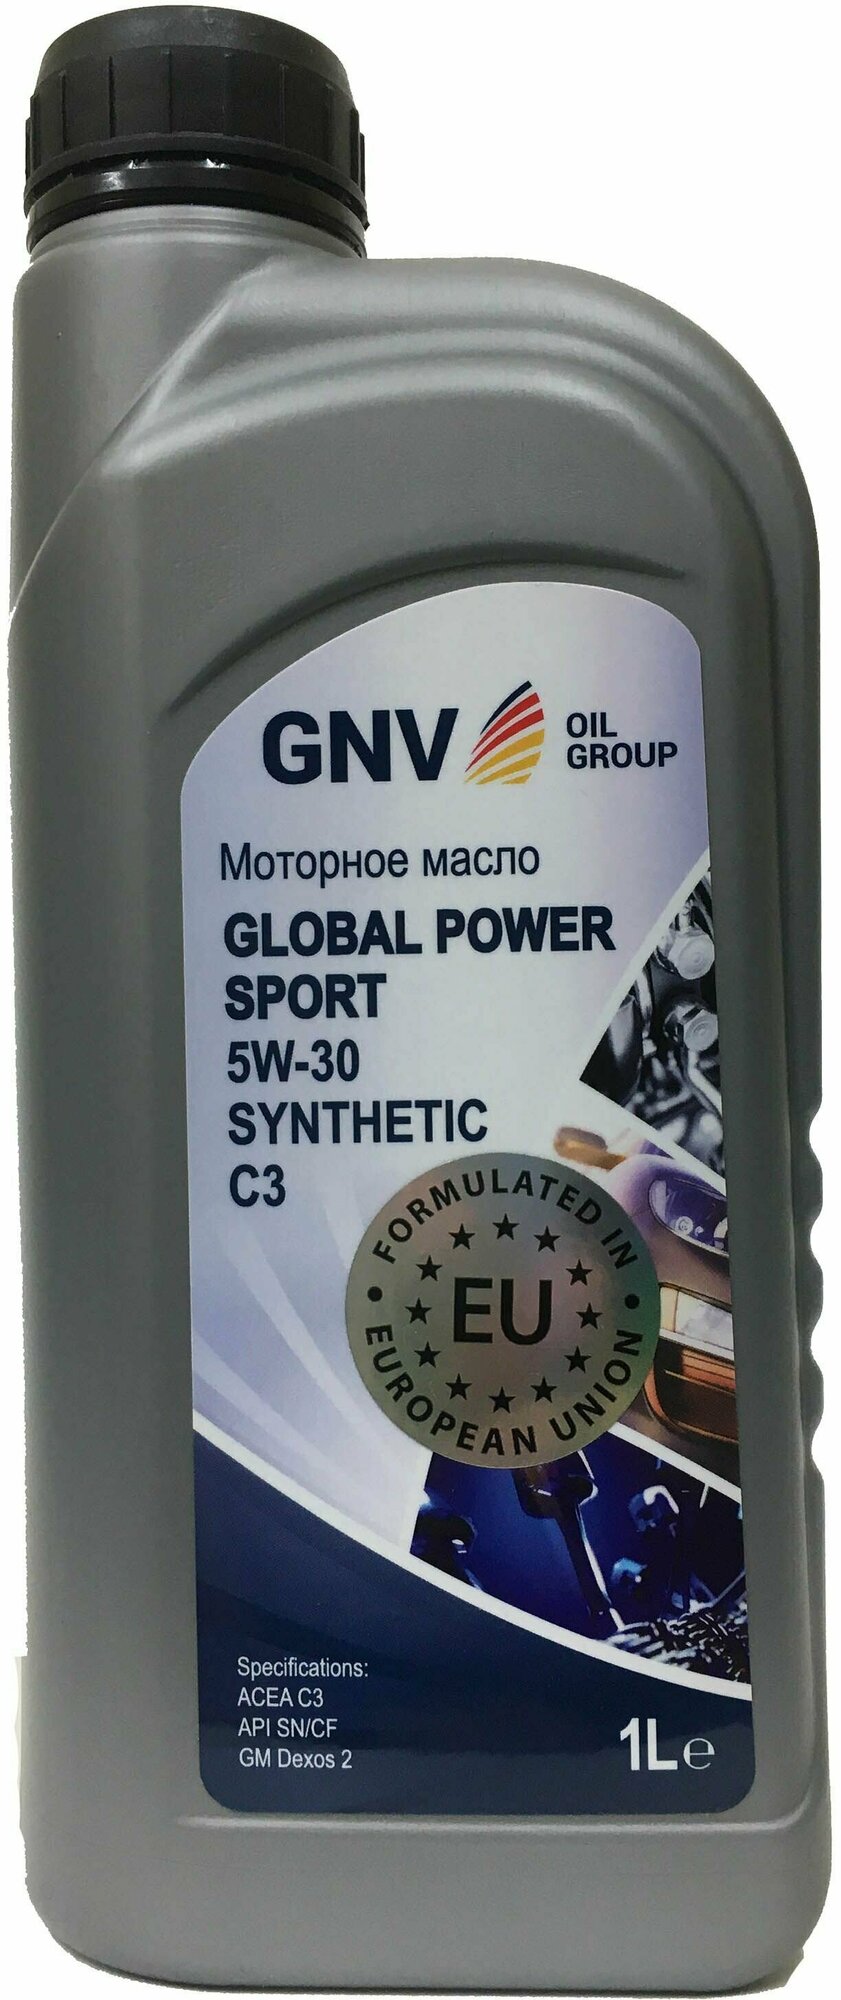 GNV
OIL
GROUP
Моторное масло
GLOBAL POWER
SPORT
5W-30
SYNTHETIC
C3
FORMULATED IN
EU
EUROPEAN UNION
Specifications:
ACEA C3
API SN/CF
GM Dexos 2
1L e